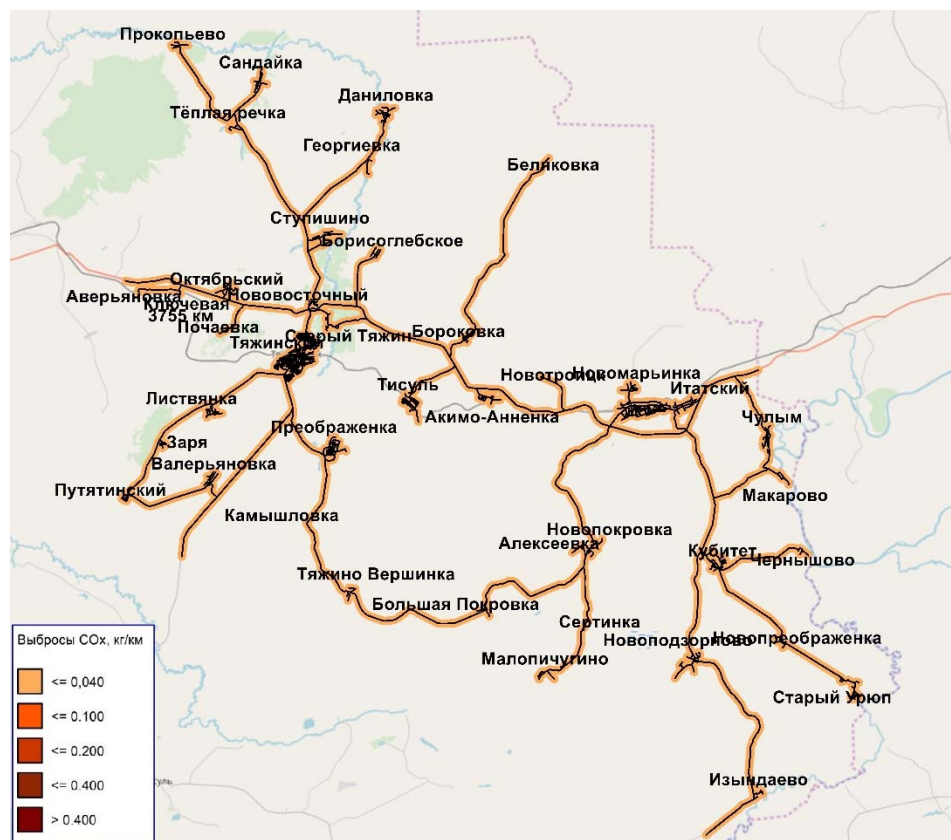 Прокопьево
Сандайка
Даниловка
Тёплая речка
Георгиевка
Беляковка
Ступишино
Борисоглебское
Октябрьский
Аверьяновка
Нововосточный
Ключевая
3755 км
Почаевка
Старый Тяжин
Тяжинский
Бороковка
Новотроицк
Новомарьинка
Тисуль
Итатский
Листвянка
Акимо-Анненка
Чулым
Преображенка
Заря
Валерьяновка
Путятинский
Макарово
Камышловка
Новопокровка
Алексеевка
Кубитет
Чернышово
Тяжино Вершинка
Большая Покровка
Сертинка
Новоподзорново
Новопреображенка
Малопичугино
Старый Урюп
Изындаево
Выбросы COx, кг/км
<= 0,040
<= 0.100
<= 0.200
<= 0.400
> 0.400